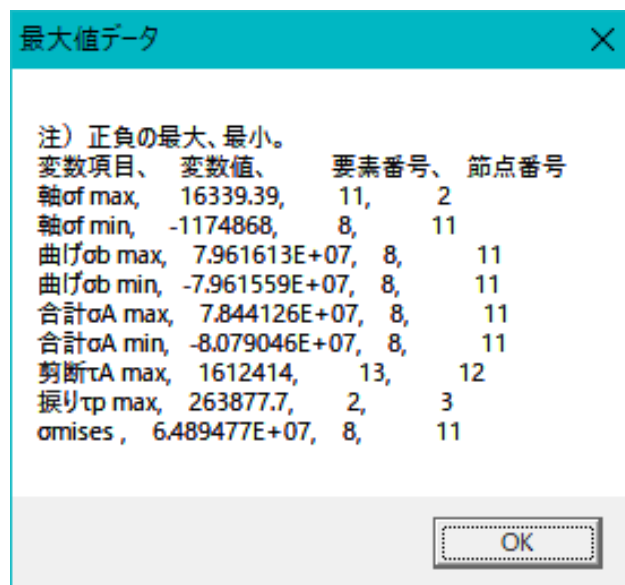 最大値データ
注）正負の最大、最小。
変数項目、 変数値、 要素番号、 節点番号
軸σf max, 16339.39, 11, 2
軸σf min, -1174868, 8, 11
曲げσb max, 7.961613E+07, 8, 11
曲げσb min, -7.961559E+07, 8, 11
合計σA max, 7.844126E+07, 8, 11
合計σA min, -8.079046E+07, 8, 11
剪断τA max, 1612414, 13, 12
捩りτp max, 263877.7, 2, 3
σmises , 6.489477E+07, 8, 11
OK